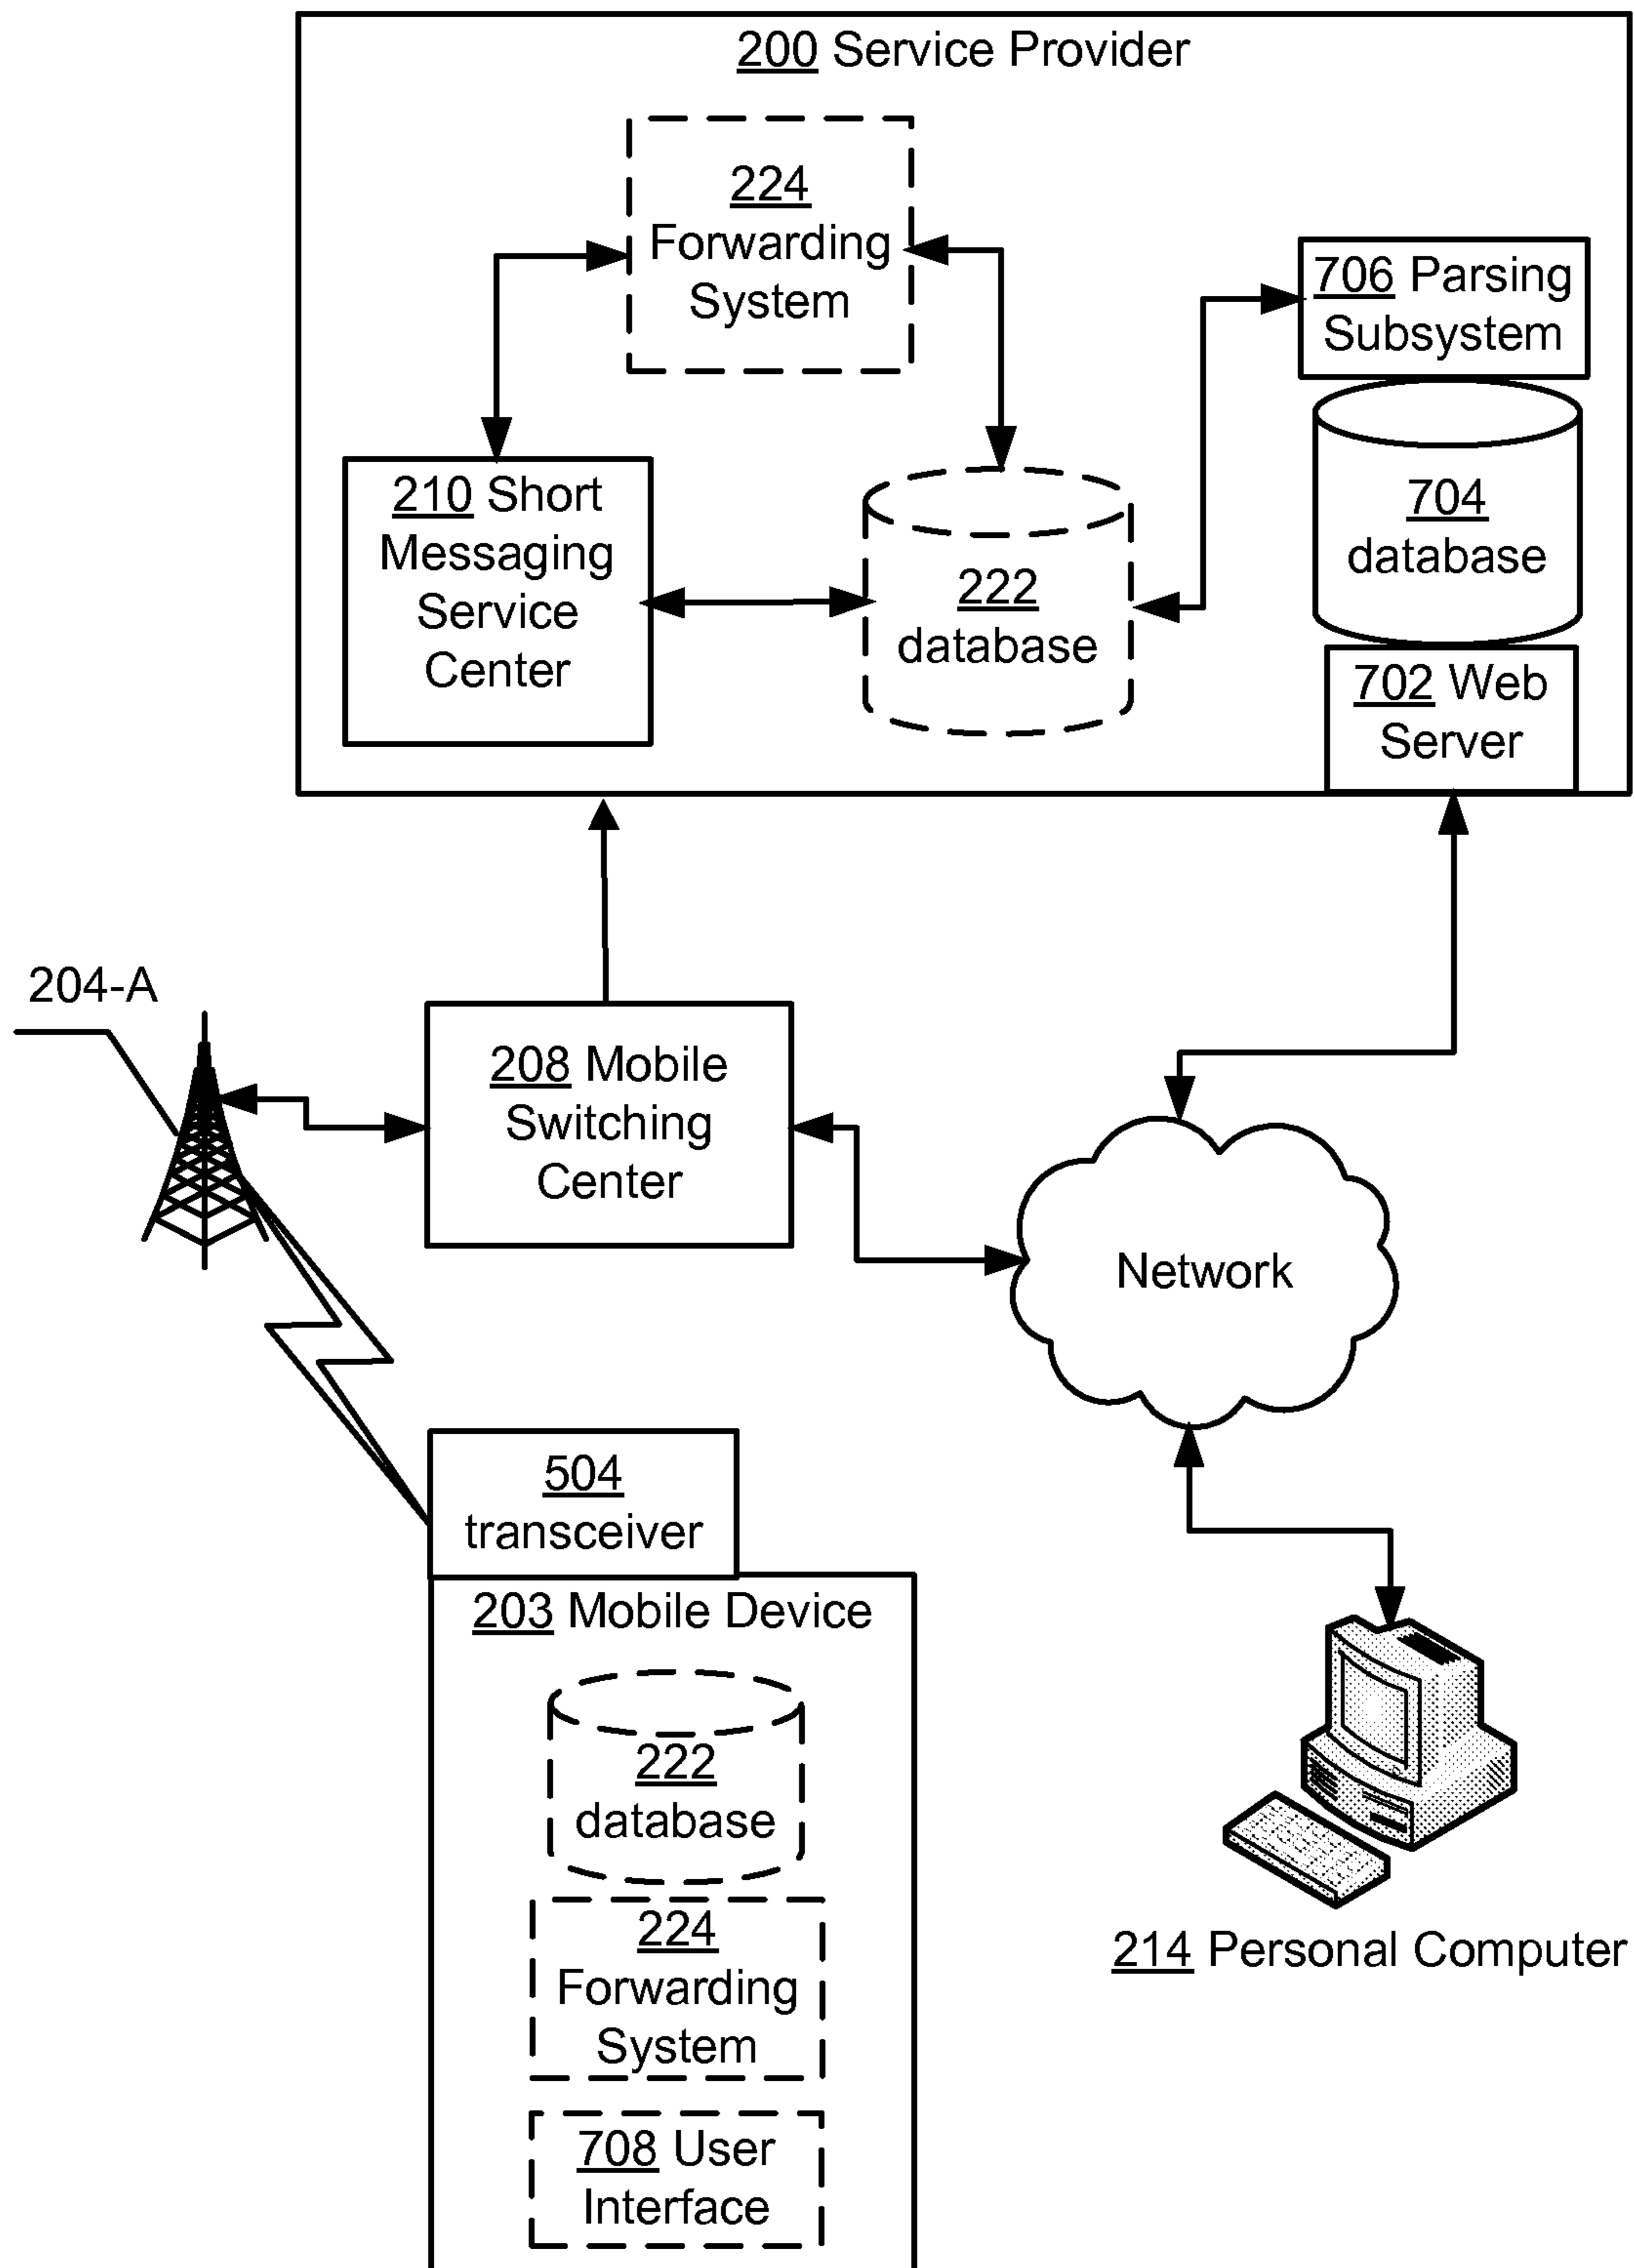 200 Service Provider
224
Forwarding
System
706 Parsing
Subsystem
210 Short
Messaging
Service
Center
222
database
704
database
702 Web
Server
204-A
208 Mobile
Switching
Center
Network
504
transceiver
203 Mobile Device
222
database
224
Forwarding
System
708 User
Interface
214 Personal Computer